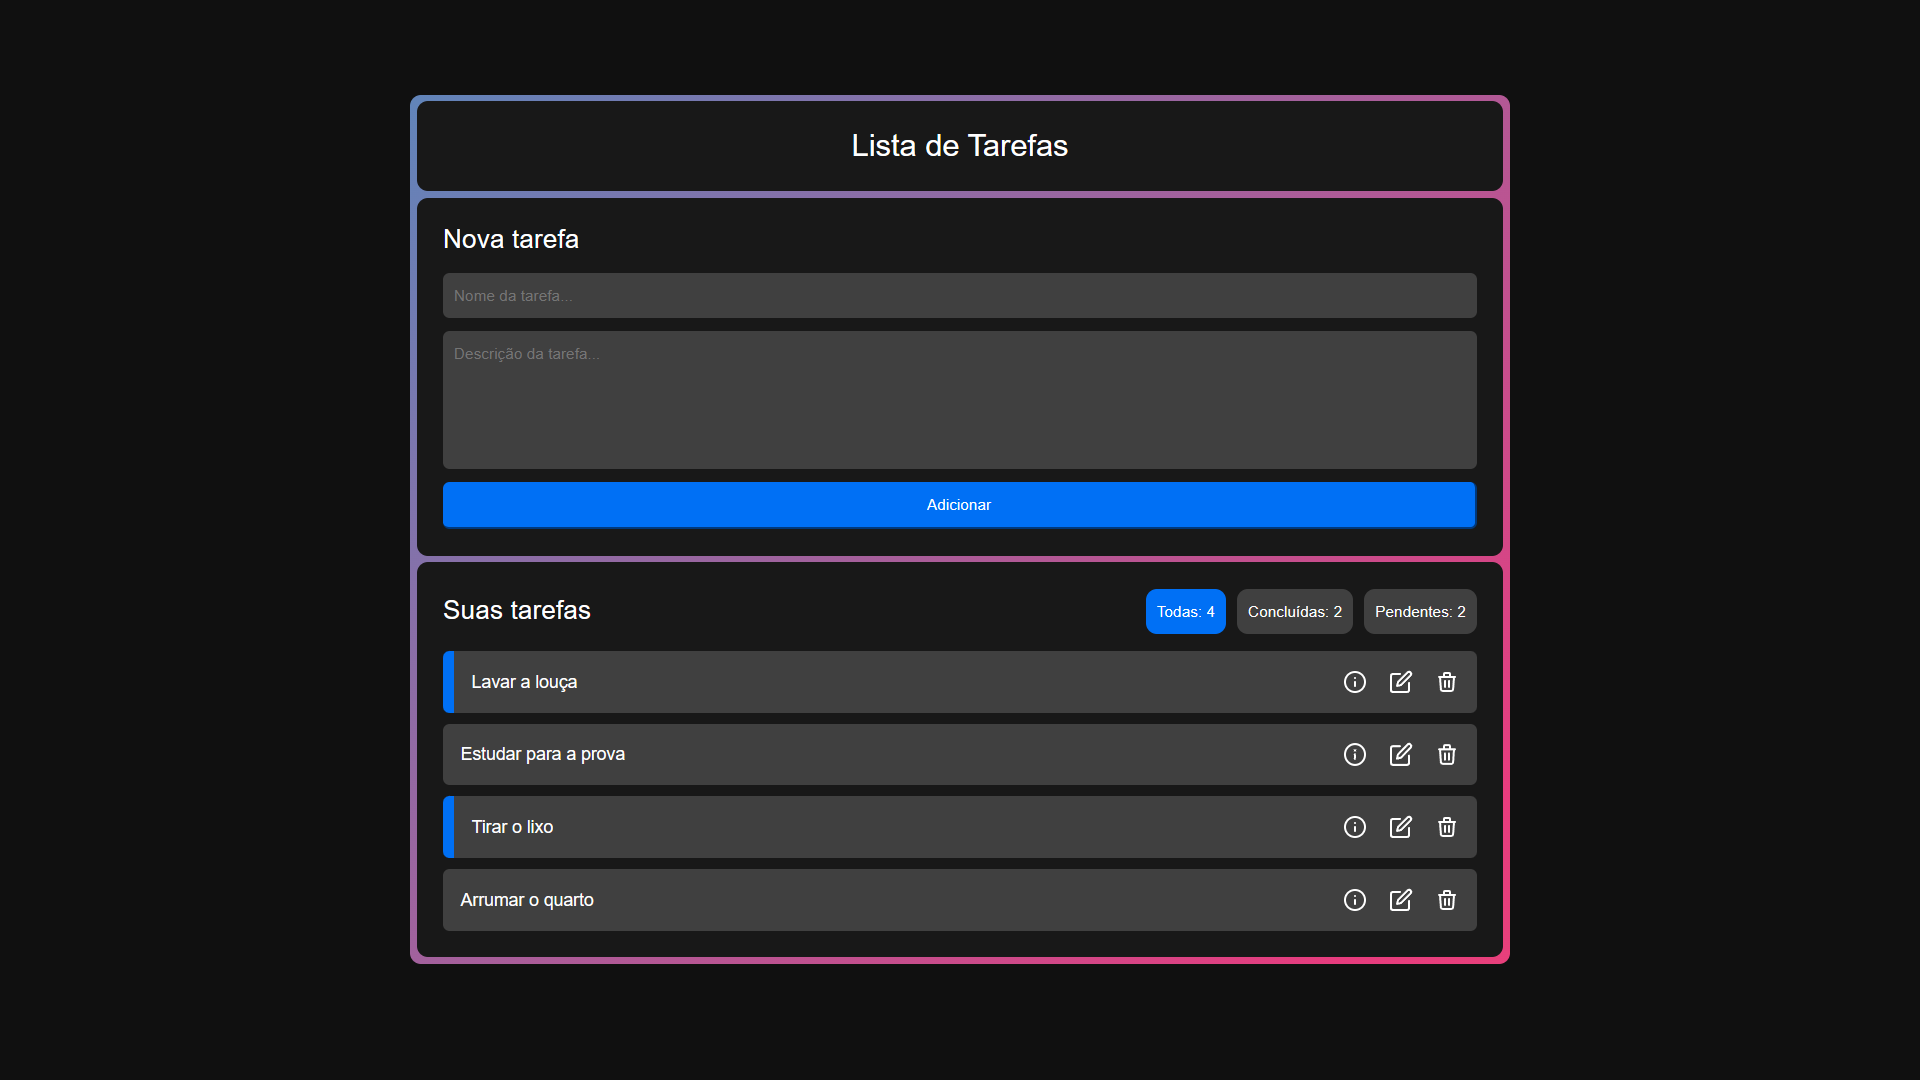 Lista de Tarefas
Nova tarefa
Nome da tarefa...
Descrição da tarefa...
Adicionar
Suas tarefas
Todas: 4
Concluídas: 2
Pendentes: 2
Lavar a louça
Estudar para a prova
Tirar o lixo
Arrumar o quarto